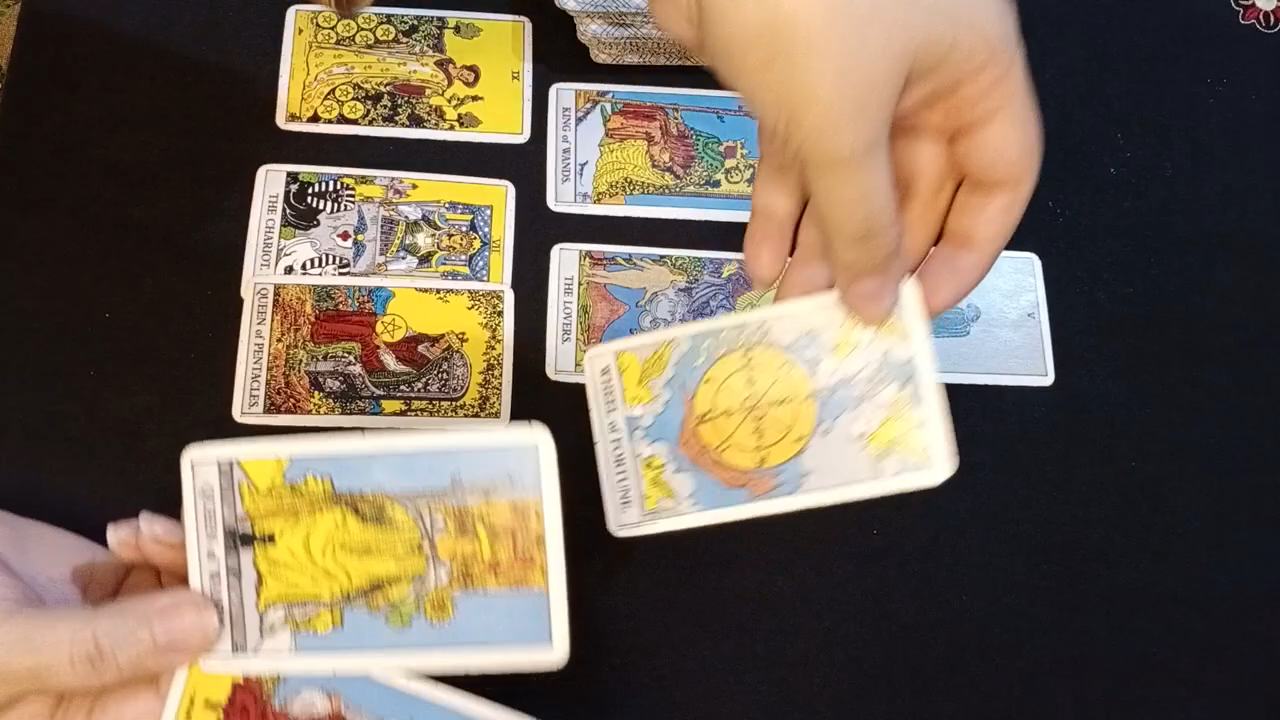 IX
KING of WANDS.
VII
THE CHARIOT.
THE LOVERS.
V
QUEEN of PENTACLES.
WHEEL of FORTUNE.